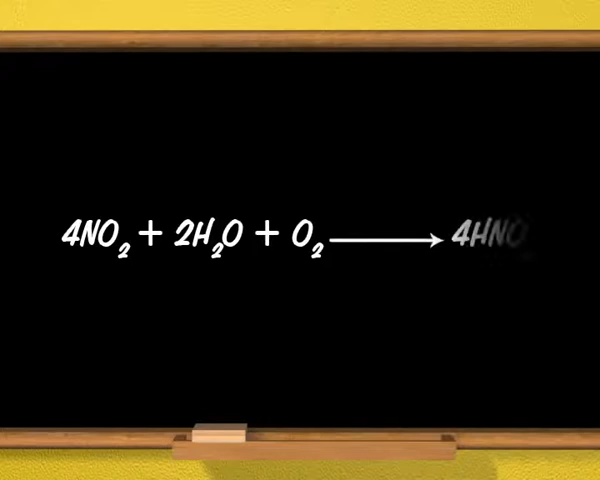 4NO₂ + 2H₂O + O₂ ⟶ 4HNO